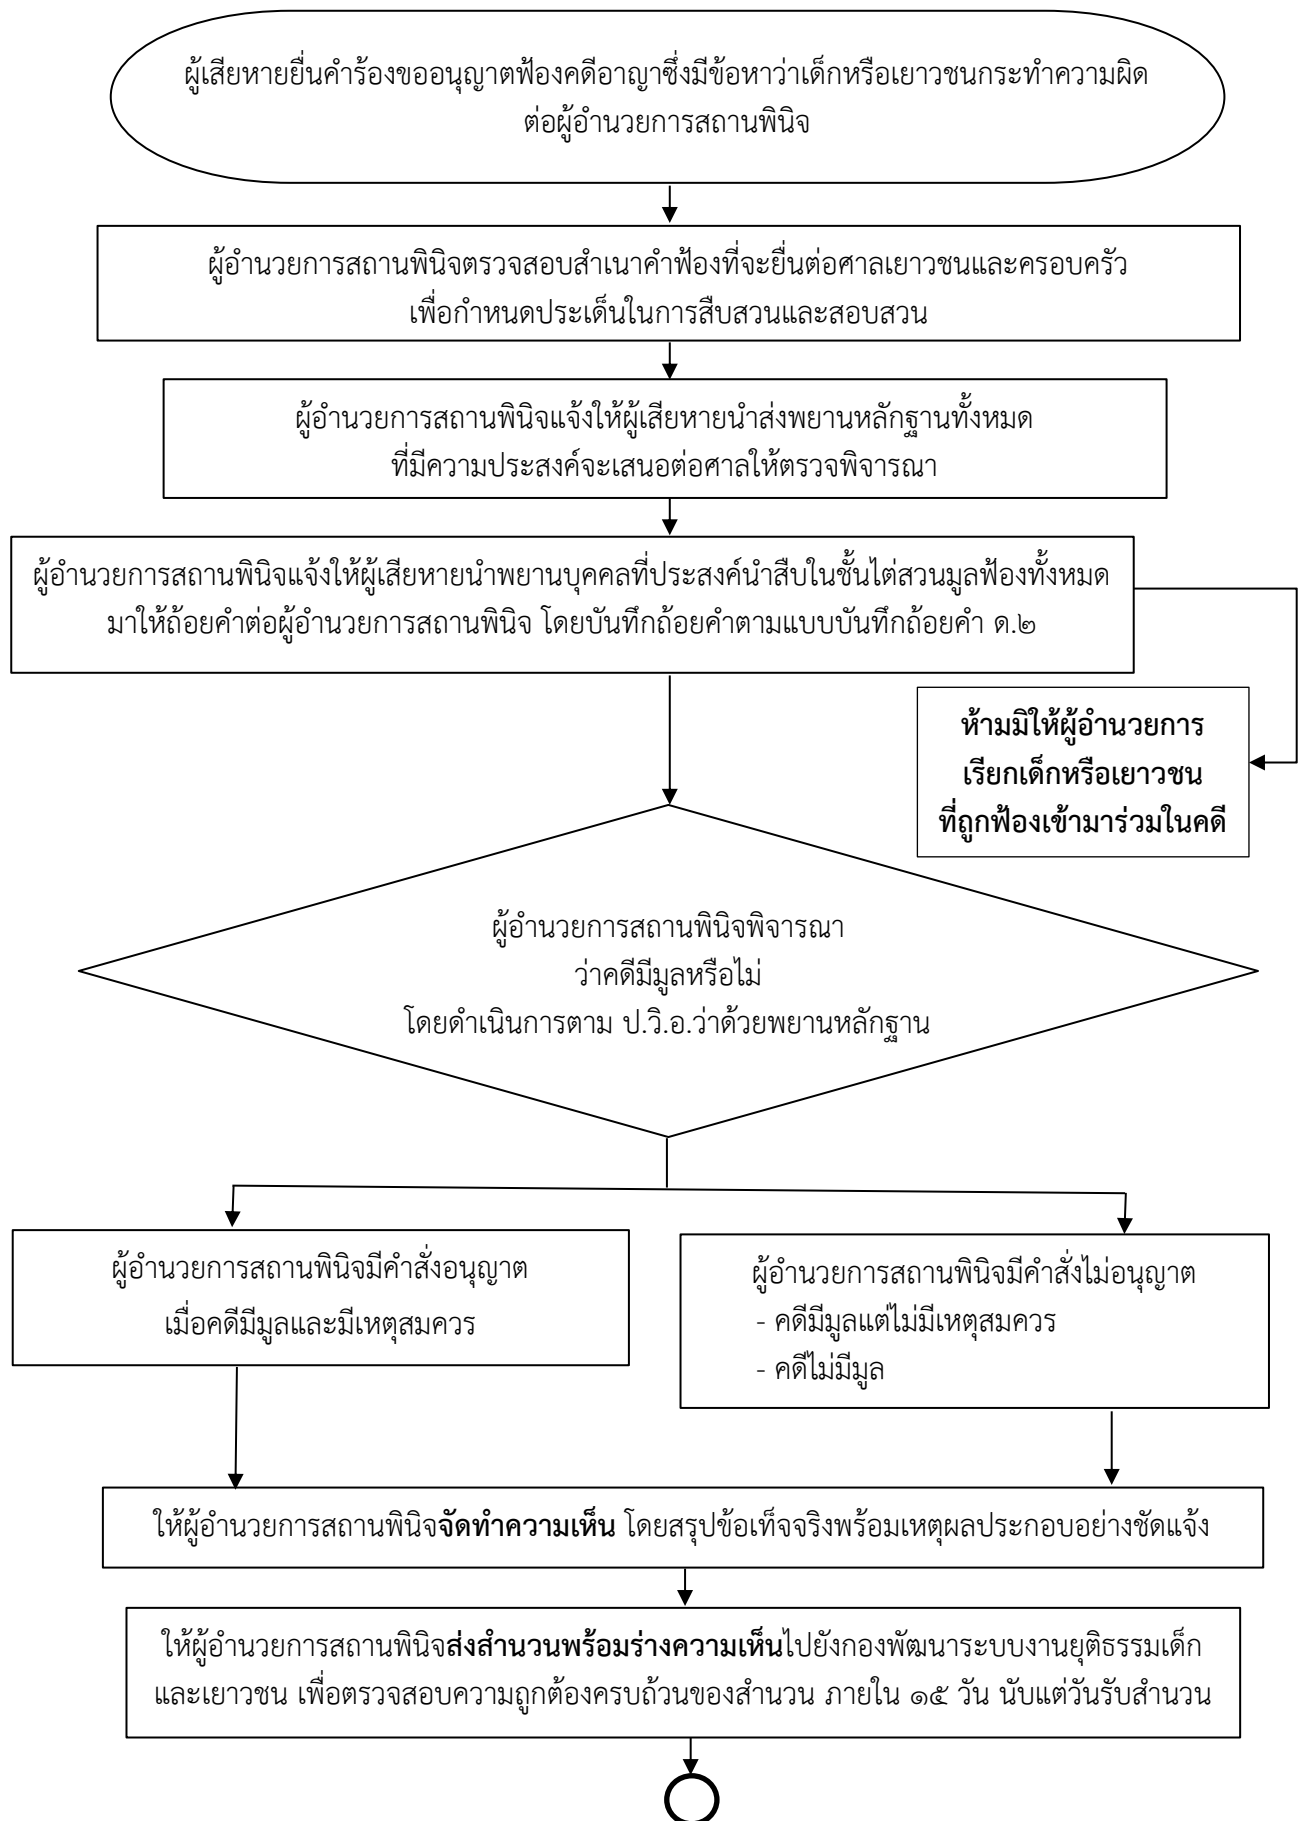 ผู้เสียหายยื่นคำร้องขออนุญาตฟ้องคดีอาญาซึ่งมีข้อหาว่าเด็กหรือเยาวชนกระทำความผิด
ต่อผู้อำนวยการสถานพินิจ
ผู้อำนวยการสถานพินิจตรวจสอบสำเนาคำฟ้องที่จะยื่นต่อศาลเยาวชนและครอบครัว
เพื่อกำหนดประเด็นในการสืบสวนและสอบสวน
ผู้อำนวยการสถานพินิจแจ้งให้ผู้เสียหายนำส่งพยานหลักฐานทั้งหมด
ที่มีความประสงค์จะเสนอต่อศาลให้ตรวจพิจารณา
ผู้อำนวยการสถานพินิจแจ้งให้ผู้เสียหายนำพยานบุคคลที่ประสงค์นำสืบในชั้นไต่สวนมูลฟ้องทั้งหมด
มาให้ถ้อยคำต่อผู้อำนวยการสถานพินิจ โดยบันทึกถ้อยคำตามแบบบันทึกถ้อยคำ ด.๒
ห้ามมิให้ผู้อำนวยการ
เรียกเด็กหรือเยาวชน
ที่ถูกฟ้องเข้ามาร่วมในคดี
ผู้อำนวยการสถานพินิจพิจารณา
ว่าคดีมีมูลหรือไม่
โดยดำเนินการตาม ป.วิ.อ.ว่าด้วยพยานหลักฐาน
ผู้อำนวยการสถานพินิจมีคำสั่งอนุญาต
เมื่อคดีมีมูลและมีเหตุสมควร
ผู้อำนวยการสถานพินิจมีคำสั่งไม่อนุญาต
- คดีมีมูลแต่ไม่มีเหตุสมควร
- คดีไม่มีมูล
ให้ผู้อำนวยการสถานพินิจจัดทำความเห็น โดยสรุปข้อเท็จจริงพร้อมเหตุผลประกอบอย่างชัดแจ้ง
ให้ผู้อำนวยการสถานพินิจส่งสำนวนพร้อมร่างความเห็นไปยังกองพัฒนาระบบงานยุติธรรมเด็ก
และเยาวชน เพื่อตรวจสอบความถูกต้องครบถ้วนของสำนวน ภายใน ๑๕ วัน นับแต่วันรับสำนวน